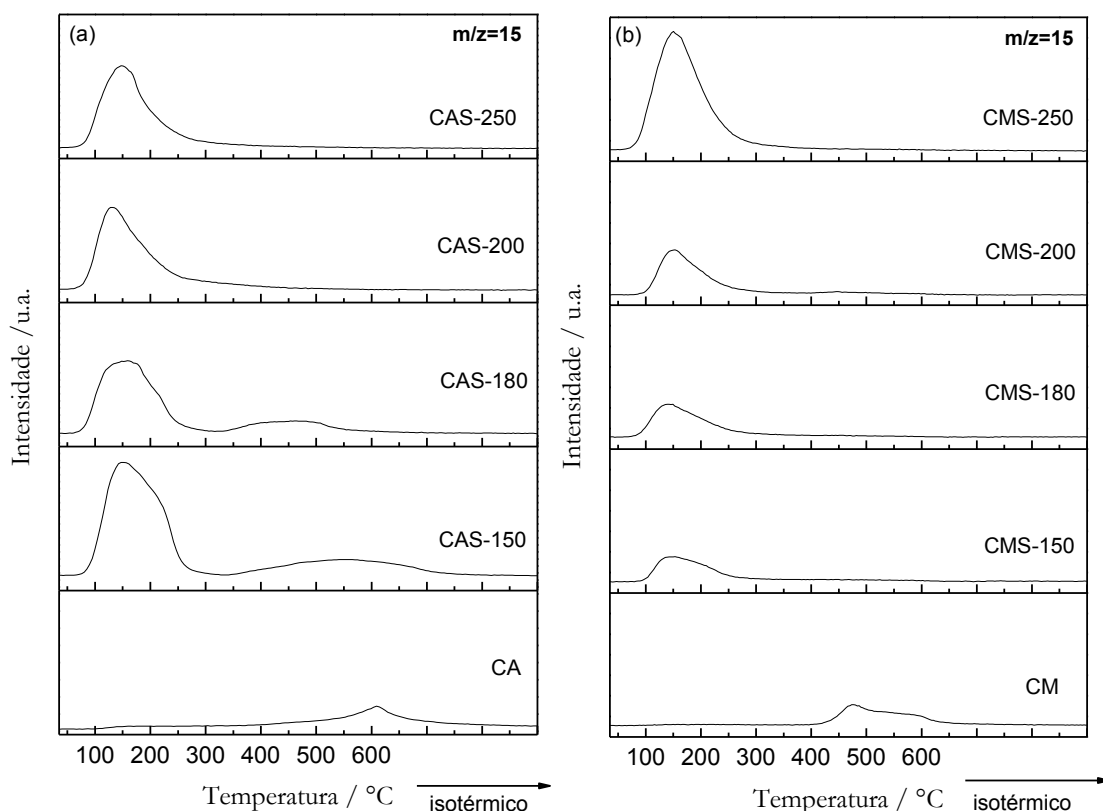 (a)
m/z=15
CAS-250
CAS-200
CAS-180
CAS-150
CA
Intensidade /u.a.
100 200 300 400 500 600
Temperatura / °C
isotérmico
(b)
m/z=15
CMS-250
CMS-200
CMS-180
CMS-150
CM
Intensidade / u.a.
100 200 300 400 500 600
Temperatura / °C
isotérmico